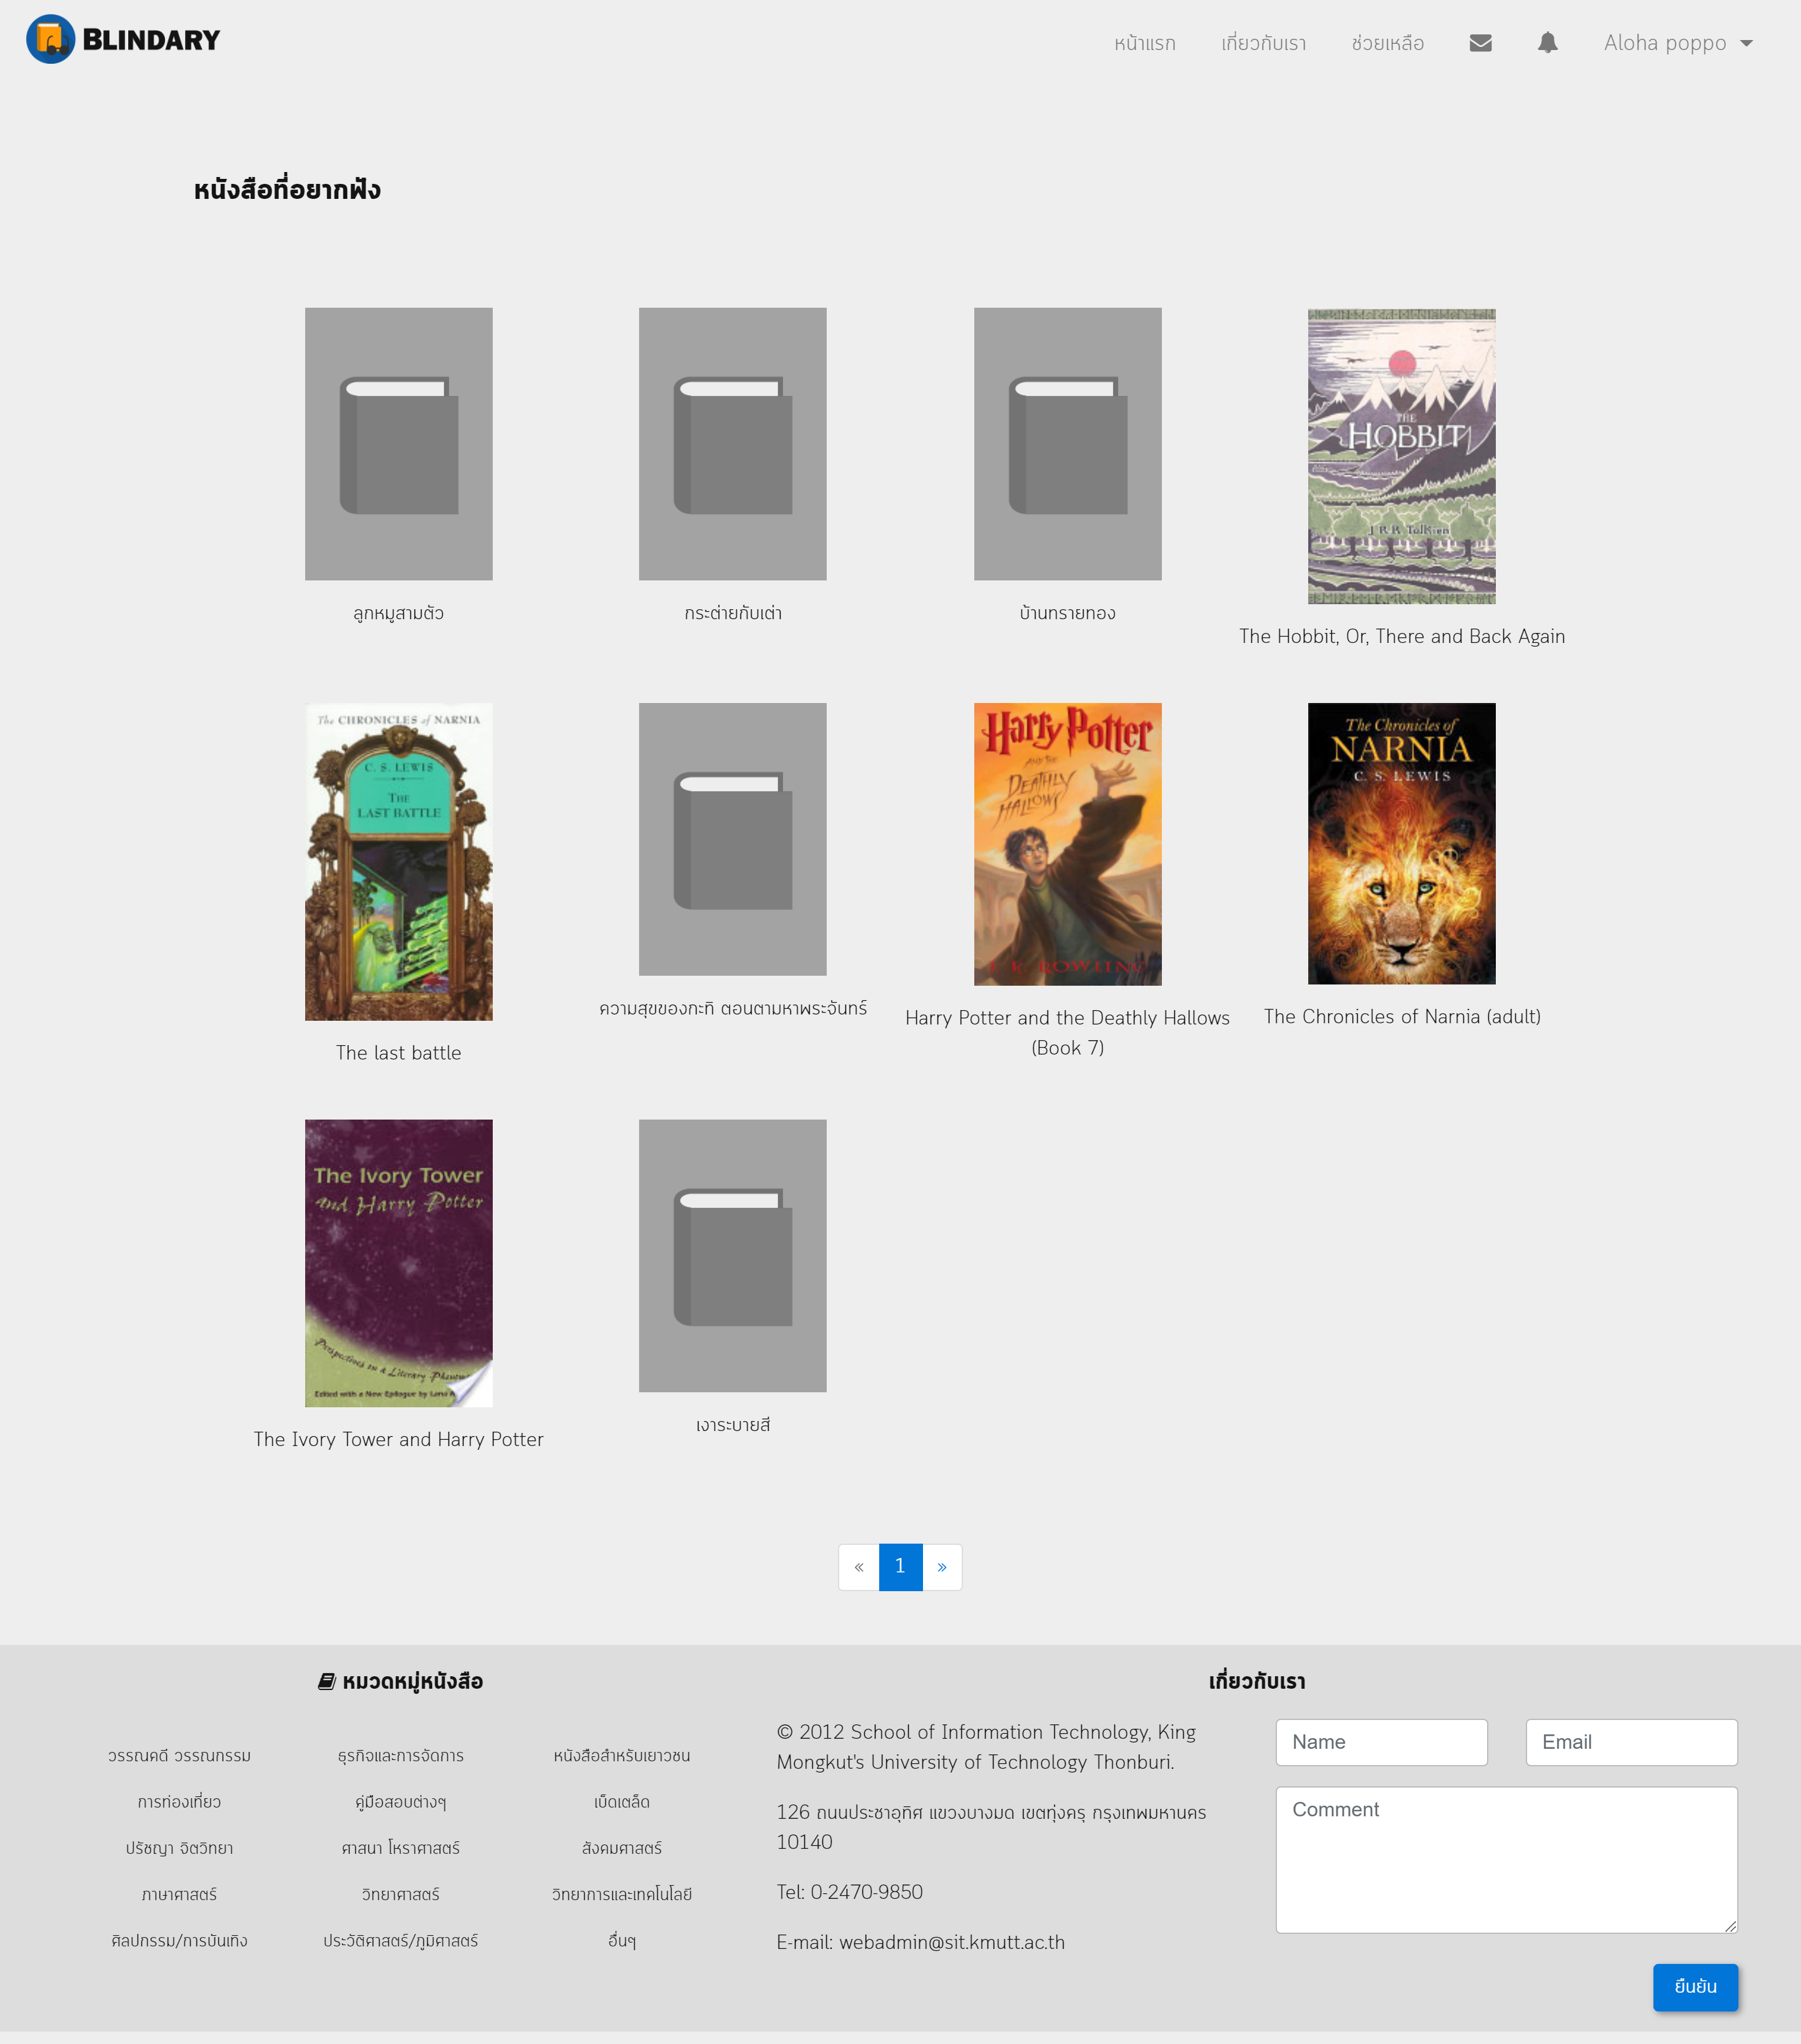 BLINDARY
หน้าแรก
เกี่ยวกับเรา
ช่วยเหลือ
Aloha poppo
หนังสือที่อยากฟัง
ลูกหมูสามตัว
กระต่ายกับเต่า
บ้านทรายทอง
THE
HOBBIT
J.R.R. Tolkien
The Hobbit, Or, There and Back Again
The CHRONICLES of NARNIA
C. S. LEWIS
THE
LAST BATTLE
The last battle
ความสุขของกะทิ ตอนตามหาพระจันทร์
Harry Potter
AND THE
DEATHLY
HALLOWS
J. K. ROWLING
Harry Potter and the Deathly Hallows
(Book 7)
The Chronicles of
NARNIA
C. S. LEWIS
The Chronicles of Narnia (adult)
The Ivory Tower
and Harry Potter
Perspectives on a Literary
Edited with a New Epilogue by
The Ivory Tower and Harry Potter
เงาระบายสี
« 1 »
หมวดหมู่หนังสือ
วรรณคดี วรรณกรรม
ธุรกิจและการจัดการ
หนังสือสำหรับเยาวชน
การท่องเที่ยว
คู่มือสอบต่างๆ
เบ็ดเตล็ด
ปรัชญา จิตวิทยา
ศาสนา โหราศาสตร์
สังคมศาสตร์
ภาษาศาสตร์
วิทยาศาสตร์
วิทยาการและเทคโนโลยี
ศิลปกรรม/การบันเทิง
ประวัติศาสตร์/ภูมิศาสตร์
อื่นๆ
เกี่ยวกับเรา
© 2012 School of Information Technology, King
Mongkut's University of Technology Thonburi.
126 ถนนประชาอุทิศ แขวงบางมด เขตทุ่งครุ กรุงเทพมหานคร
10140
Tel: 0-2470-9850
E-mail: webadmin@sit.kmutt.ac.th
Name
Email
Comment
ยืนยัน